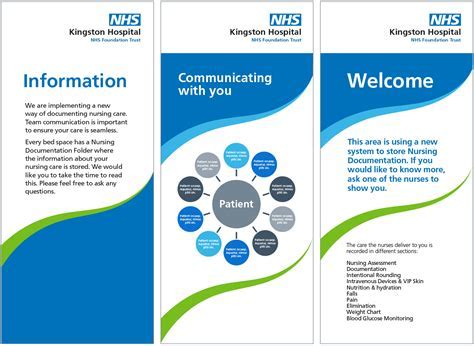 NHS
Kingston Hospital
NHS Foundation Trust
Information
We are implementing a new
way of documenting nursing care.
Team communication is important
to ensure your care is seamless.
Every bed space has a Nursing
Documentation Folder where
the information about your
nursing care is stored. We would
you to take the time to read
this. Please feel free to ask any
questions.
NHS
Kingston Hospital
NHS Foundation Trust
Communicating
with you
Patient
NHS
Kingston Hospital
NHS Foundation Trust
Welcome
This area is using a new
system to store Nursing
Documentation. If you
would like to know more,
ask one of the nurses to
show you.
The care the nurses deliver to you is
recorded in different sections:
Nursing Assessment
Documentation
Intentional Rounding
Intravenous Devices & VIP Skin
Nutrition & hydration
Falls
Pain
Elimination
Weight Chart
Blood Glucose Monitoring